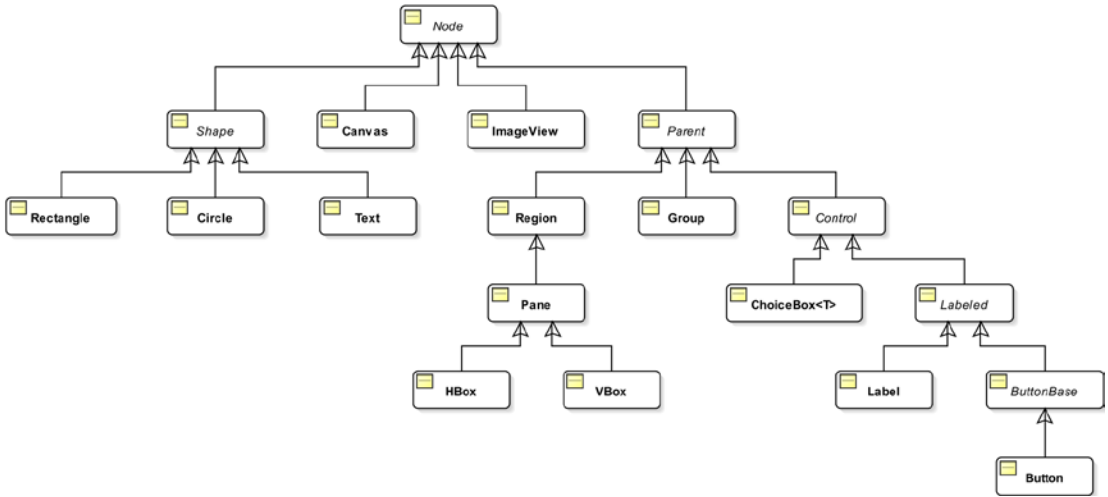 Node
Shape
Canvas
ImageView
Parent
Rectangle
Circle
Text
Region
Group
Control
Pane
ChoiceBox<T>
Labeled
HBox
VBox
Label
ButtonBase
Button